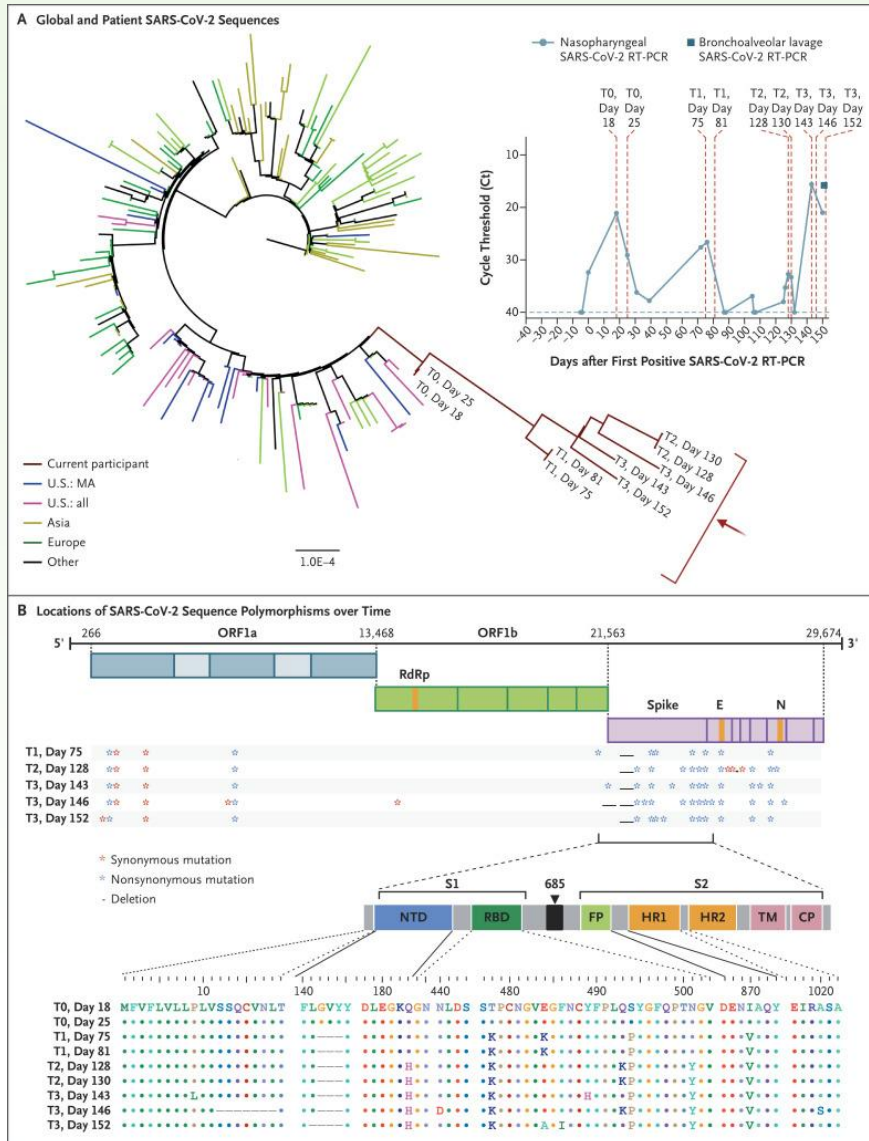 A Global and Patient SARS-CoV-2 Sequences
Nasopharyngeal
SARS-CoV-2 RT-PCR
Bronchoalveolar lavage
SARS-CoV-2 RT-PCR
T0, T0, T1, T1, T2, T2, T3, T3, T3,
Day Day Day Day Day Day Day Day Day
18 25 75 81 128 130 143 146 152
Cycle Threshold (Ct)
10
20
30
40
-40 -30 -20 -10 0 10 20 30 40 50 60 70 80 90 100 110 120 130 140 150
Days after First Positive SARS-CoV-2 RT-PCR
T0, Day 25
T0, Day 18
T2, Day 130
T2, Day 128
T3, Day 146
T3, Day 143
T3, Day 152
T1, Day 81
T1, Day 75
Current participant
U.S.: MA
U.S.: all
Asia
Europe
Other
1.0E–4
B Locations of SARS-CoV-2 Sequence Polymorphisms over Time
266 ORF1a 13,468 ORF1b 21,563 29,674
5' 3'
RdRp
Spike E N
T1, Day 75
T2, Day 128
T3, Day 143
T3, Day 146
T3, Day 152
* Synonymous mutation
* Nonsynonymous mutation
- Deletion
S1 685 S2
NTD RBD FP HR1 HR2 TM CP
10 140 180 440 480 490 500 870 1020
T0, Day 18 MFVFLVLLPLVSSQCVNLT FLGVYY DLEGKQGN NLDS STPCNGVEGFNCYFPLQSYGFQPTNGV DENIAQY EIRASA
T0, Day 25
T1, Day 75 K K P V
T1, Day 81 K K P V
T2, Day 128 H K K P Y V
T2, Day 130 H K K P Y V
T3, Day 143 L H K H P Y V
T3, Day 146 D K K P Y V S
T3, Day 152 H K A I P Y V